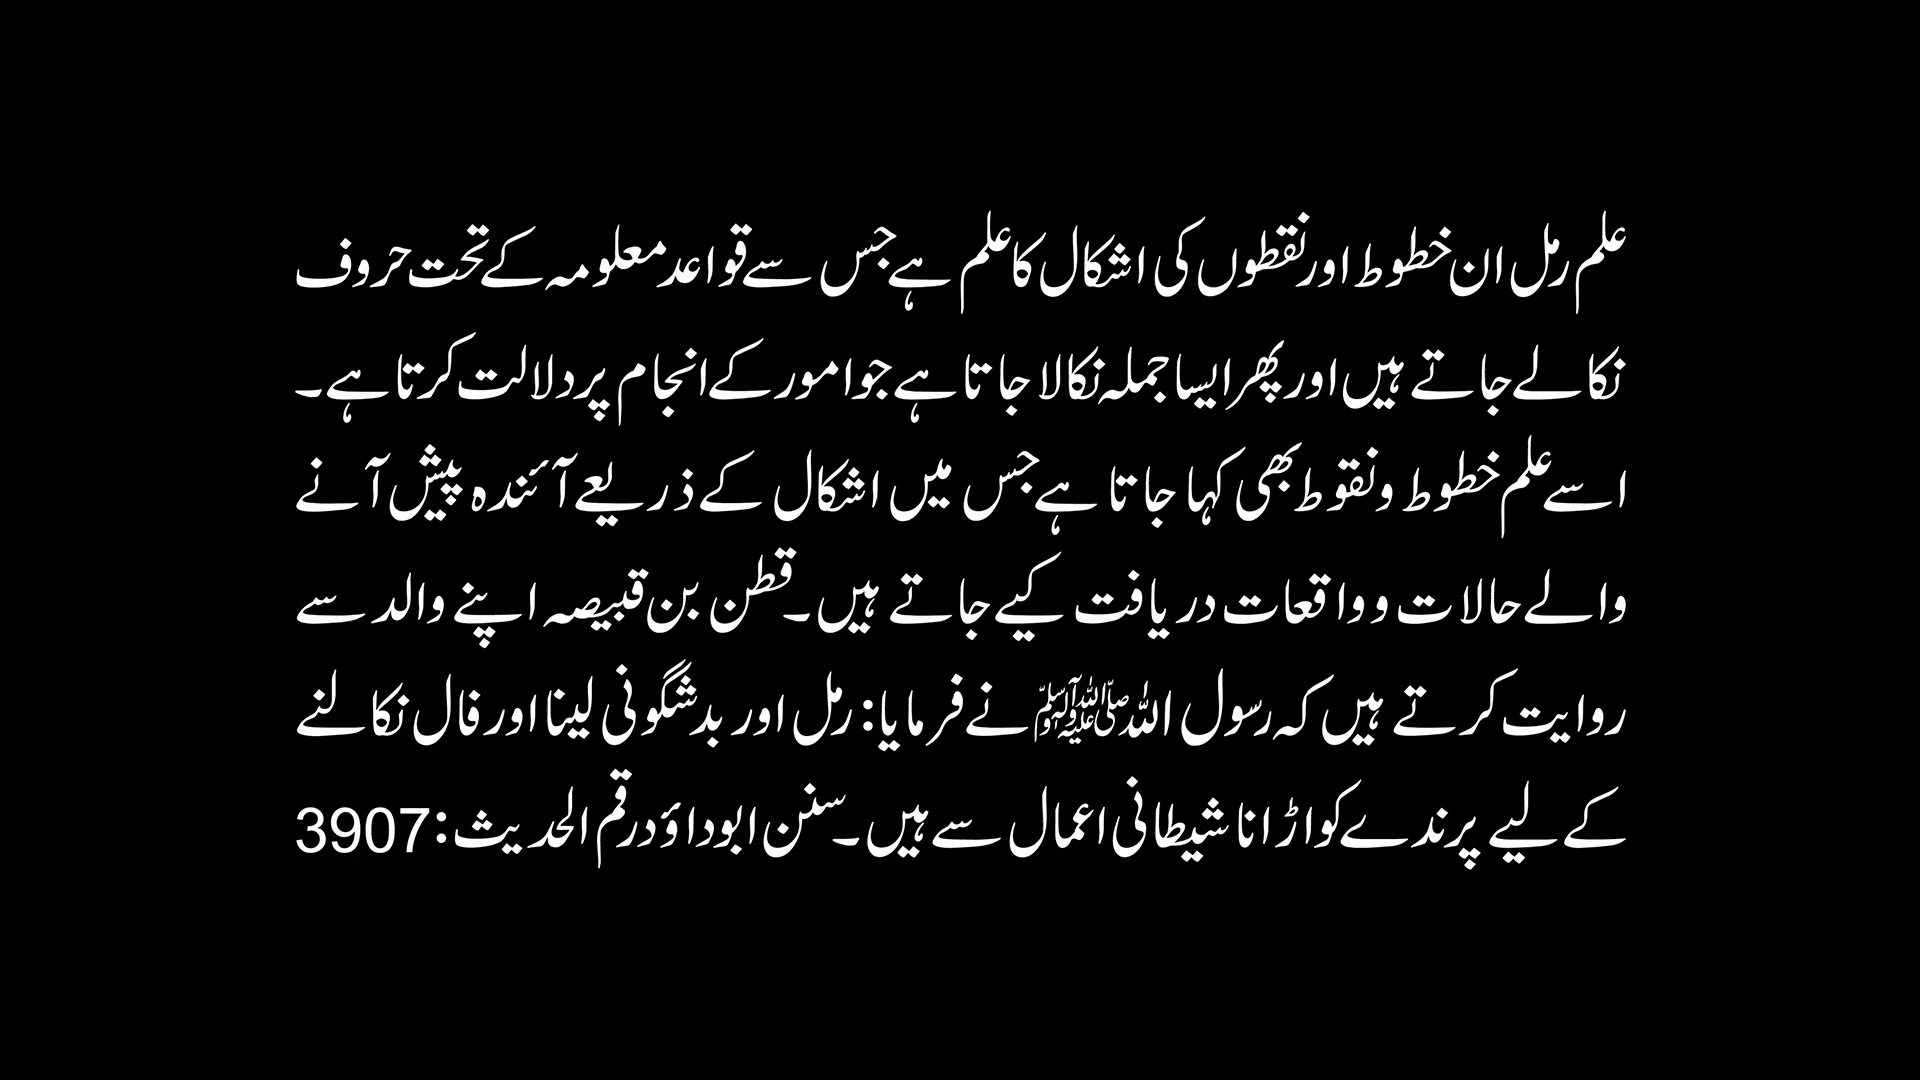 علم رمل ان خطوط اور نقطوں کی اشکال کا علم ہے جس سے قواعد معلومہ کے تحت حروف
نکالے جاتے ہیں اور پھر ایسا جملہ نکالا جاتا ہے جو امور کے انجام پر دلالت کرتا ہے۔
اسے علم خطوط و نقوط بھی کہا جاتا ہے جس میں اشکال کے ذریعے آئندہ پیش آنے
والے حالات و واقعات دریافت کیے جاتے ہیں۔ قطن بن قبیصہ اپنے والد سے
روایت کرتے ہیں کہ رسول اللہ ﷺ نے فرمایا: رمل اور بدشگونی لینا اور فال نکالنے
کے لیے پرندے کو اڑانا شیطانی اعمال سے ہیں۔ سنن ابوداؤد رقم الحدیث: 3907